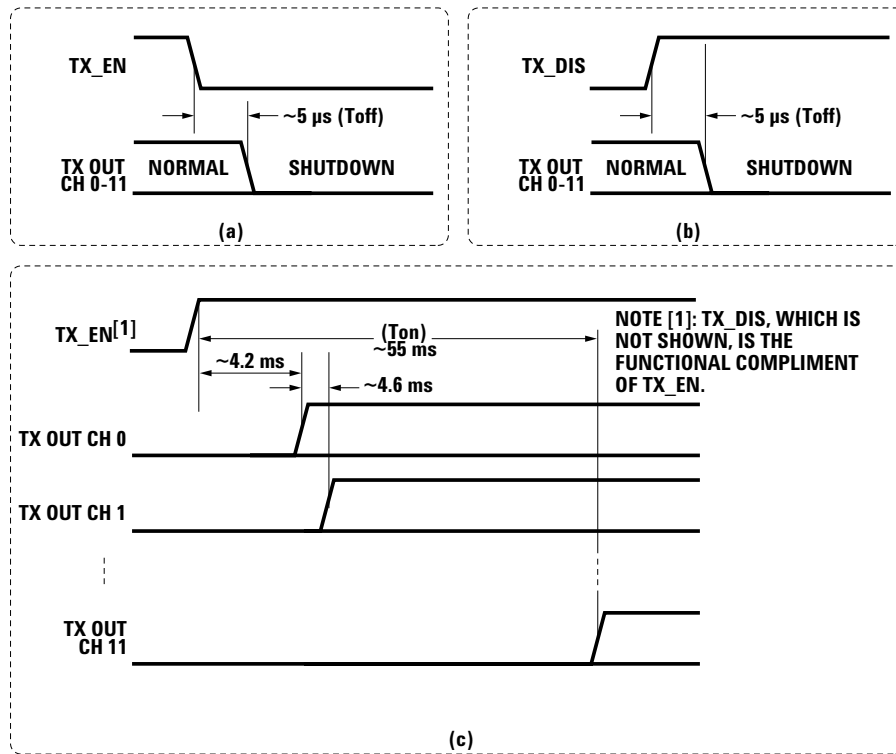 TX_EN
~5 µs (Toff)
TX OUT
CH 0-11
NORMAL
SHUTDOWN
(a)
TX_DIS
~5 µs (Toff)
TX OUT
CH 0-11
NORMAL
SHUTDOWN
(b)
TX_EN[1]
(Ton)
~55 ms
~4.2 ms
~4.6 ms
NOTE [1]: TX_DIS, WHICH IS
NOT SHOWN, IS THE
FUNCTIONAL COMPLIMENT
OF TX_EN.
TX OUT CH 0
TX OUT CH 1
TX OUT
CH 11
(c)